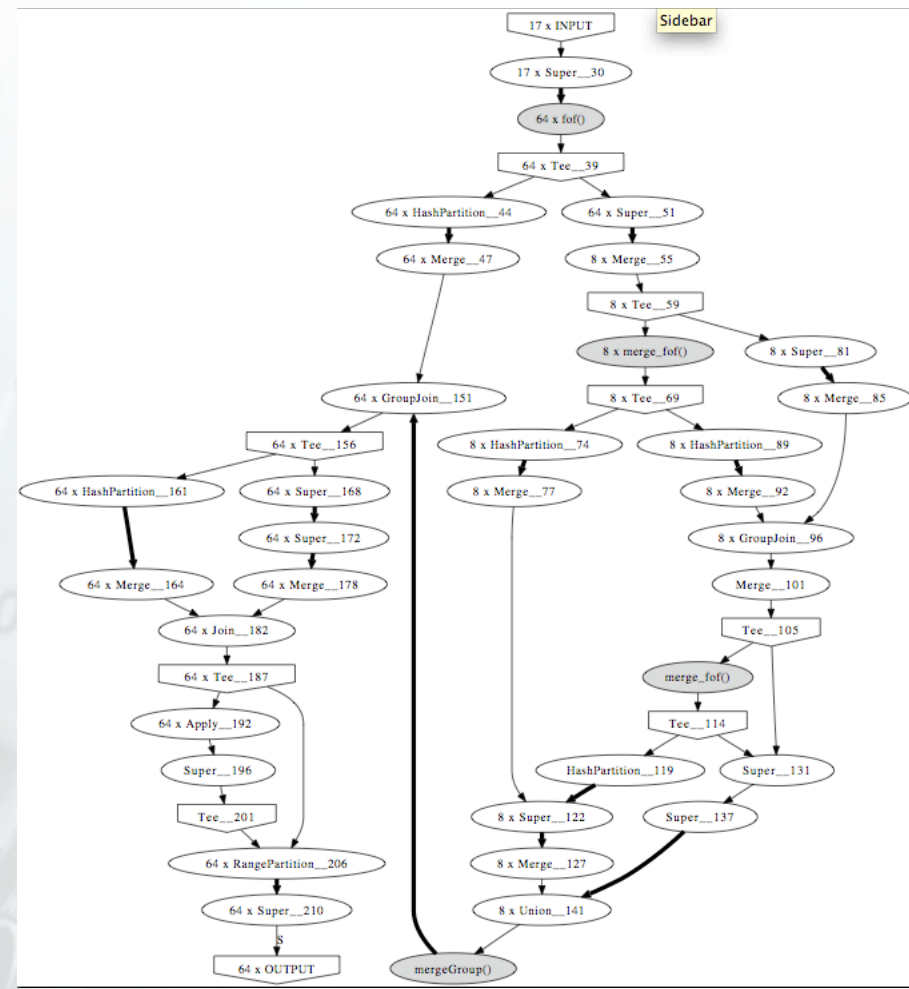 17 x INPUT
Sidebar
17 x Super__30
64 x fof()
64 x Tee__39
64 x HashPartition__44
64 x Super__51
64 x Merge__47
8 x Merge__55
8 x Tee__59
8 x merge_fof()
8 x Super__81
64 x GroupJoin__151
8 x Tee__69
8 x Merge__85
64 x Tee__156
8 x HashPartition__74
8 x HashPartition__89
64 x HashPartition__161
64 x Super__168
8 x Merge__77
8 x Merge__92
64 x Super__172
8 x GroupJoin__96
64 x Merge__164
64 x Merge__178
Merge__101
64 x Join__182
Tee__105
64 x Tee__187
merge_fof()
64 x Apply__192
Tee__114
Super__196
HashPartition__119
Super__131
Tee__201
8 x Super__122
Super__137
64 x RangePartition__206
8 x Merge__127
64 x Super__210
8 x Union__141
S
64 x OUTPUT
mergeGroup()